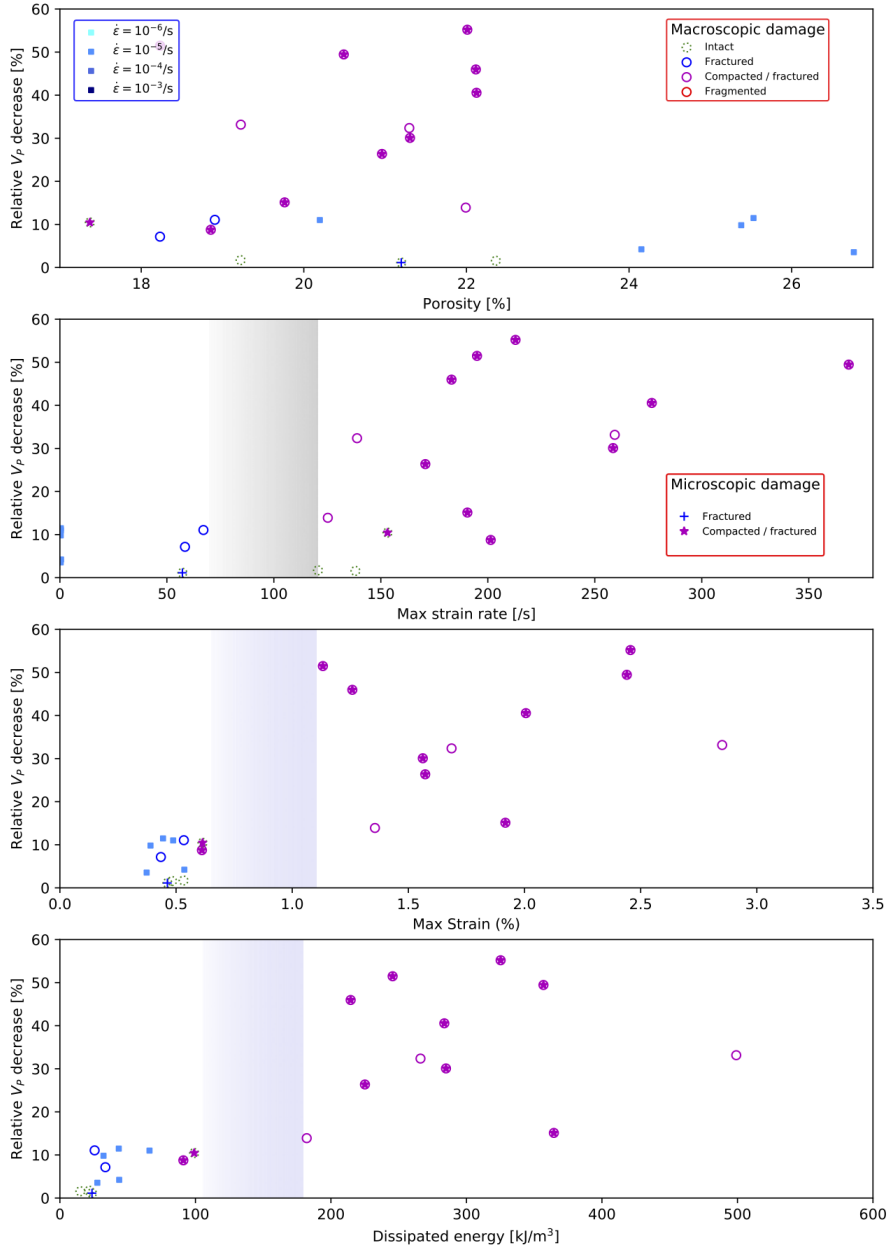 60
50
40
30
20
10
0
Relative V_P decrease [%]
ε̇ = 10⁻⁶/s
ε̇ = 10⁻⁵/s
ε̇ = 10⁻⁴/s
ε̇ = 10⁻³/s
Macroscopic damage
Intact
Fractured
Compacted / fractured
Fragmented
18 20 22 24 26
Porosity [%]
60
50
40
30
20
10
0
Relative V_P decrease [%]
Microscopic damage
Fractured
Compacted / fractured
0 50 100 150 200 250 300 350
Max strain rate [/s]
60
50
40
30
20
10
0
Relative V_P decrease [%]
0.0 0.5 1.0 1.5 2.0 2.5 3.0 3.5
Max Strain (%)
60
50
40
30
20
10
0
Relative V_P decrease [%]
0 100 200 300 400 500 600
Dissipated energy [kJ/m³]